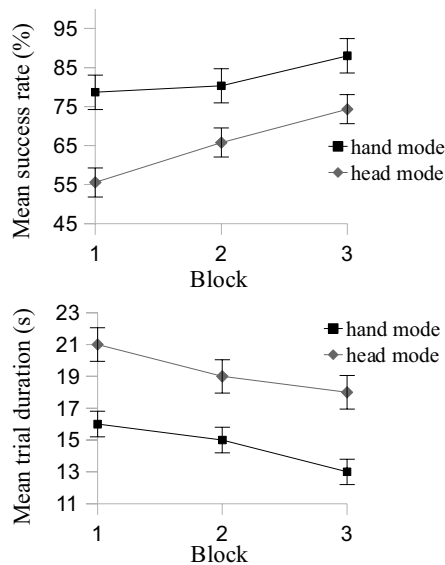 Mean success rate (%)
95
85
75
65
55
45
1
2
3
Block
hand mode
head mode
Mean trial duration (s)
23
21
19
17
15
13
11
1
2
3
Block
hand mode
head mode